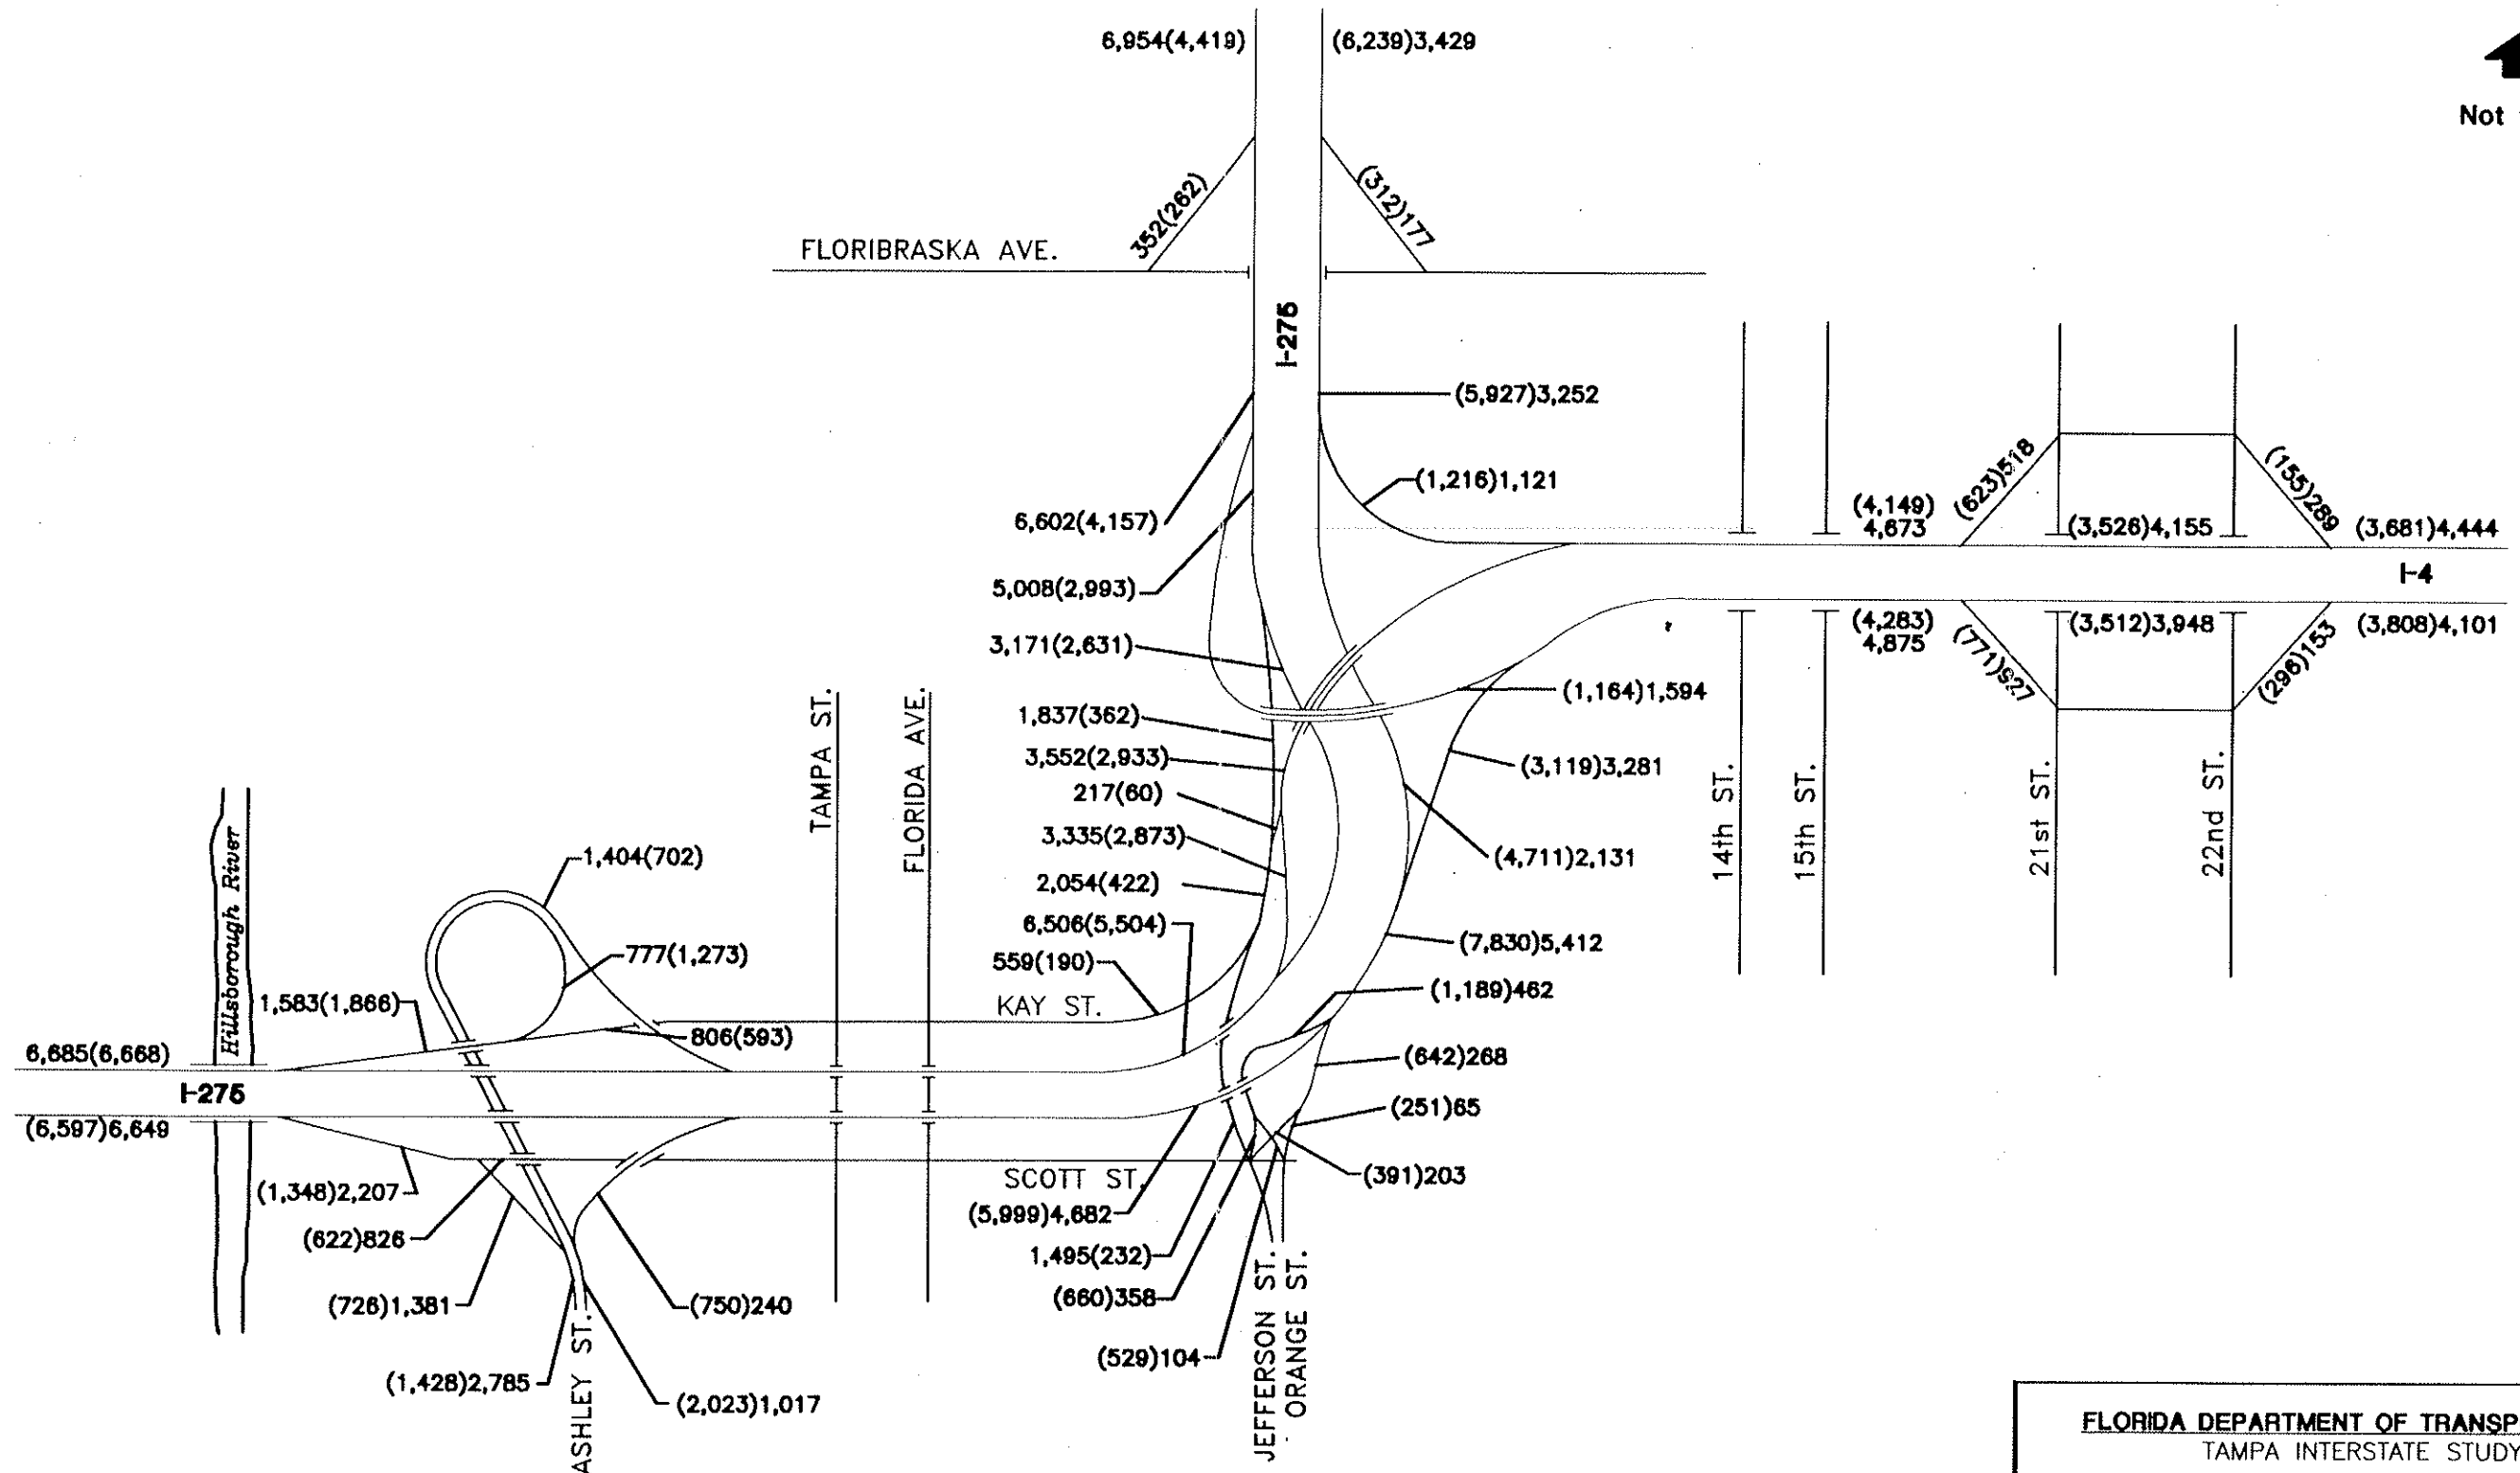 6,954(4,419)
(6,239)3,429
Not
352(262)
(312)177
FLORIBRASKA AVE.
I-275
(5,927)3,252
(1,216)1,121
6,602(4,157)
(4,149)
4,673
(623)518
(3,526)4,155
(155)289
(3,681)4,444
I-4
5,008(2,993)
3,171(2,631)
(4,283)
4,875
(771)927
(3,512)3,948
(296)153
(3,808)4,101
(1,164)1,594
1,837(362)
3,552(2,933)
(3,119)3,281
217(60)
3,335(2,873)
(4,711)2,131
2,054(422)
TAMPA ST.
FLORIDA AVE.
14th ST.
15th ST.
21st ST.
22nd ST.
Hillsborough River
1,404(702)
6,506(5,504)
(7,830)5,412
777(1,273)
559(190)
(1,189)462
1,583(1,866)
KAY ST.
806(593)
6,685(6,668)
(642)268
I-275
(251)65
(6,597)6,649
(391)203
(1,348)2,207
SCOTT ST.
(5,999)4,682
(622)826
1,495(232)
(660)358
(726)1,381
(750)240
(529)104
JEFFERSON ST.
ORANGE ST.
(1,428)2,785
ASHLEY ST.
(2,023)1,017
FLORIDA DEPARTMENT OF TRANSP
TAMPA INTERSTATE STUDY